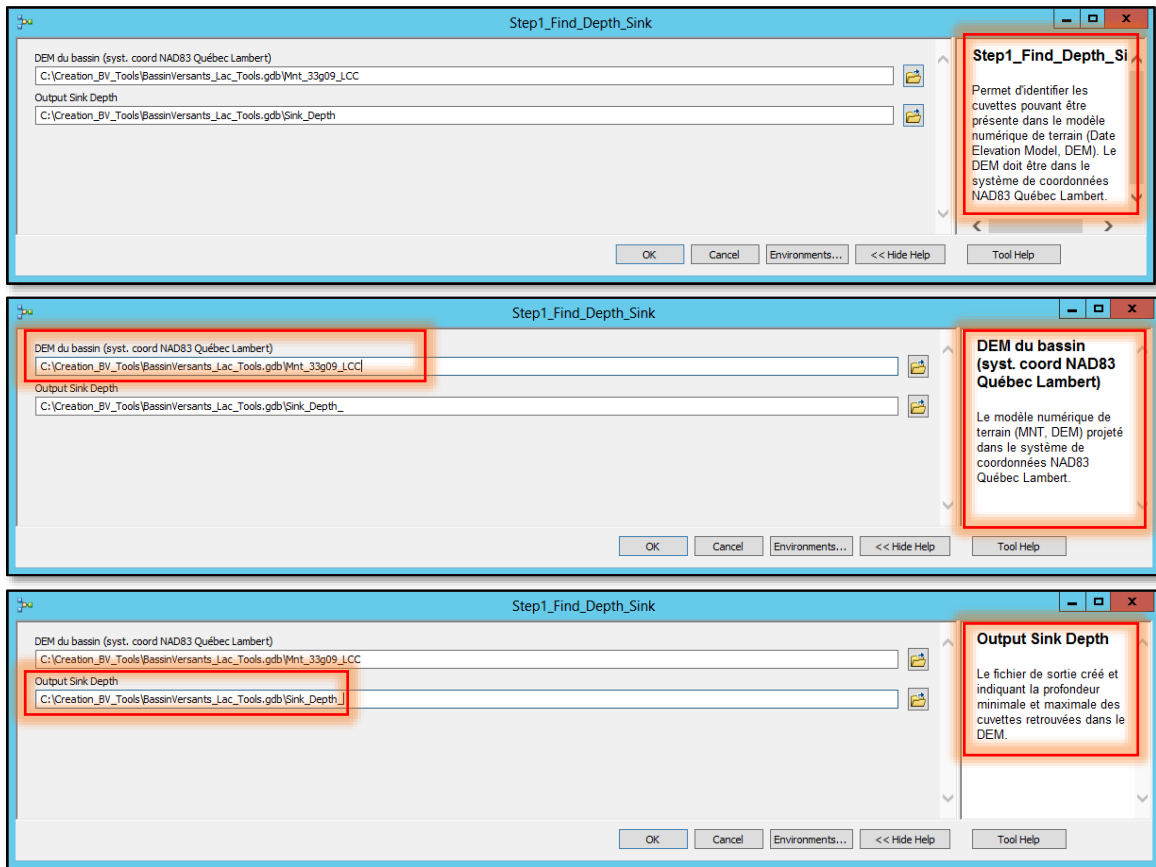 Step1_Find_Depth_Sink
DEM du bassin (syst. coord NAD83 Québec Lambert)
C:\Creation_BV_Tools\BassinVersants_Lac_Tools.gdb\Mnt_33g09_LCC
Output Sink Depth
C:\Creation_BV_Tools\BassinVersants_Lac_Tools.gdb\Sink_Depth
Step1_Find_Depth_Si
Permet d'identifier les
cuvettes pouvant être
présente dans le modèle
numérique de terrain (Date
Elevation Model, DEM). Le
DEM doit être dans le
système de coordonnées
NAD83 Québec Lambert.
OK Cancel Environments... << Hide Help Tool Help
Step1_Find_Depth_Sink
DEM du bassin (syst. coord NAD83 Québec Lambert)
C:\Creation_BV_Tools\BassinVersants_Lac_Tools.gdb\Mnt_33g09_LCC
Output Sink Depth
C:\Creation_BV_Tools\BassinVersants_Lac_Tools.gdb\Sink_Depth_
DEM du bassin
(syst. coord NAD83
Québec Lambert)
Le modèle numérique de
terrain (MNT, DEM) projeté
dans le système de
coordonnées NAD83
Québec Lambert.
OK Cancel Environments... << Hide Help Tool Help
Step1_Find_Depth_Sink
DEM du bassin (syst. coord NAD83 Québec Lambert)
C:\Creation_BV_Tools\BassinVersants_Lac_Tools.gdb\Mnt_33g09_LCC
Output Sink Depth
C:\Creation_BV_Tools\BassinVersants_Lac_Tools.gdb\Sink_Depth_
Output Sink Depth
Le fichier de sortie créé et
indiquant la profondeur
minimale et maximale des
cuvettes retrouvées dans le
DEM.
OK Cancel Environments... << Hide Help Tool Help